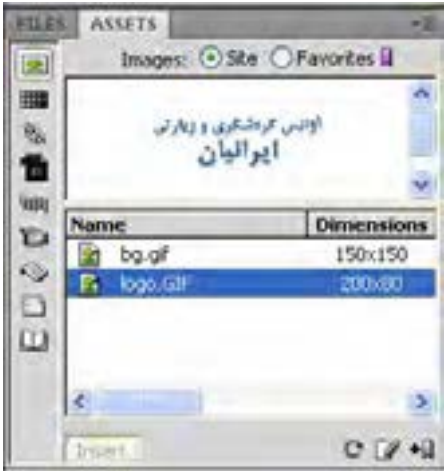 FILES ASSETS
Images: Site Favorites
آژانس گردشگری و زیارتی
ایرانیان
Name Dimensions
bg.gif 150x150
logo.GIF 200x80
Insert